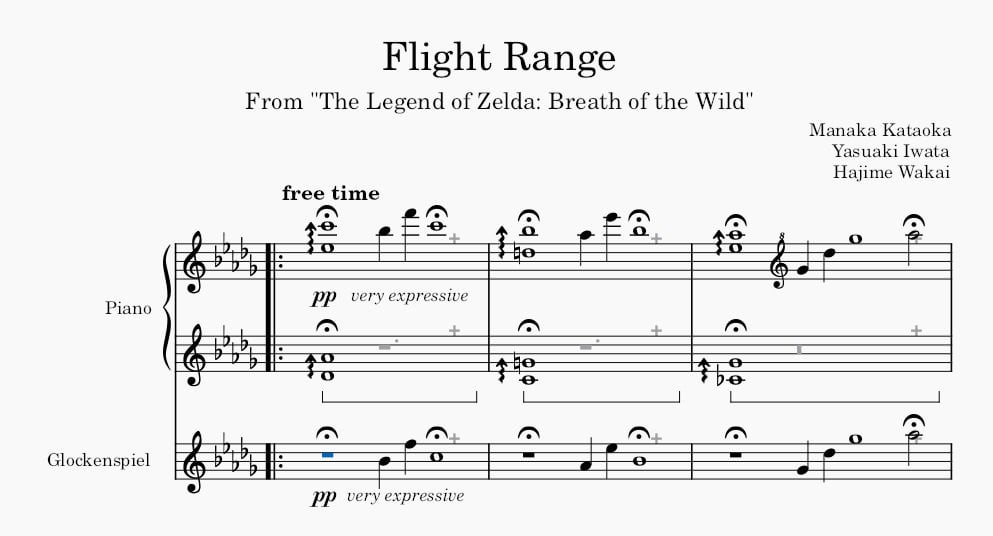 Flight Range
From "The Legend of Zelda: Breath of the Wild"
Manaka Kataoka
Yasuaki Iwata
Hajime Wakai
free time
Piano
pp very expressive
8
Glockenspiel
pp very expressive